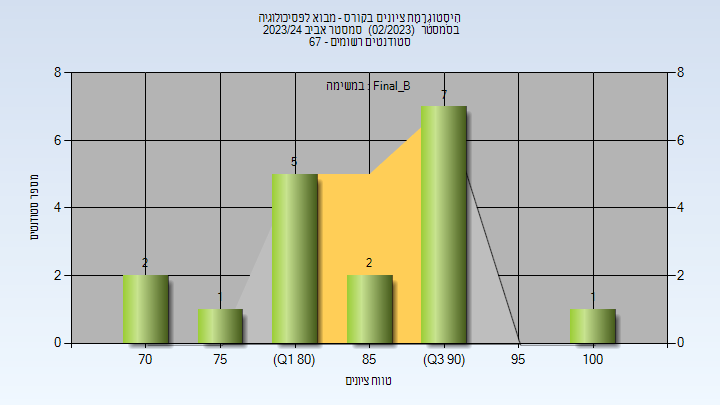 הִיסְטוֹגְרָמַת ציונים בקורס - מבוא לפסיכולוגיה
בסמסטר (02/2023) סמסטר אביב 2023/24
סטודנטים רשומים - 67
במשימה : Final_B
8 8
7
6 6
5
4 4
2 2 2 2
1 1
0 0
70 75 (Q1 80) 85 (Q3 90) 95 100
מספר סטודנטים
טווח ציונים